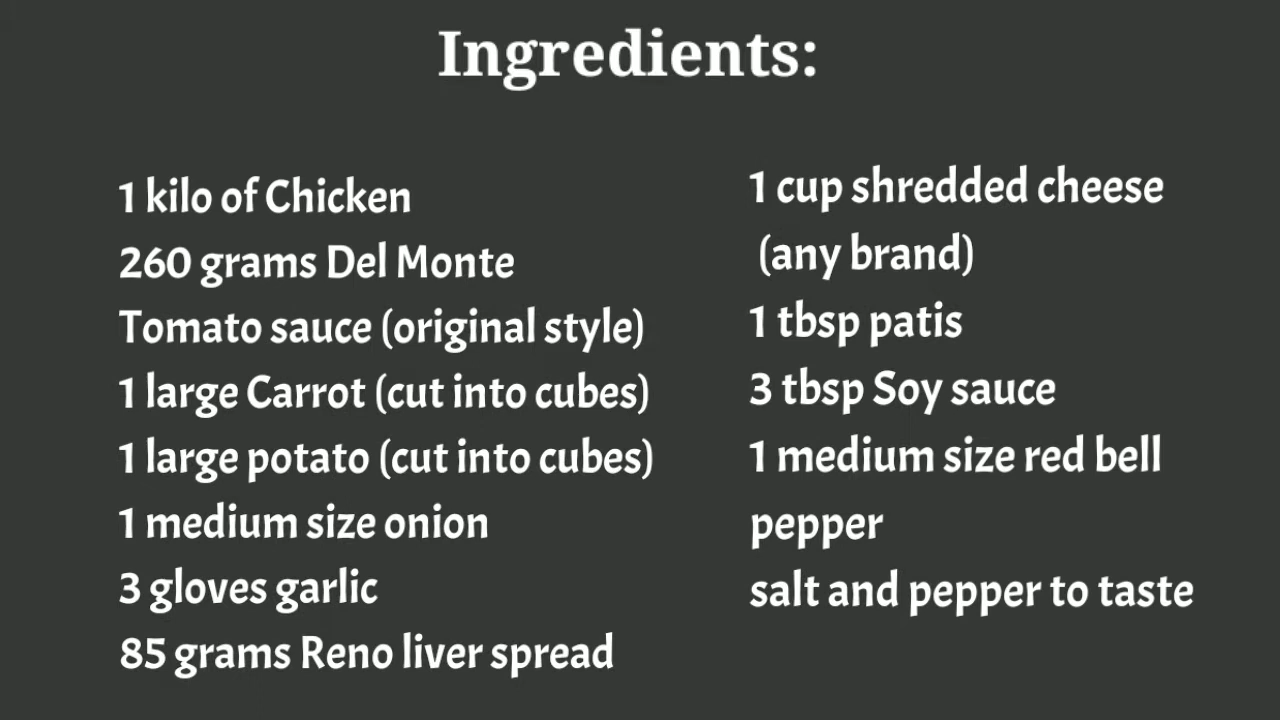 Ingredients:
1 kilo of Chicken
260 grams Del Monte
Tomato sauce (original style)
1 large Carrot (cut into cubes)
1 large potato (cut into cubes)
1 medium size onion
3 gloves garlic
85 grams Reno liver spread
1 cup shredded cheese
(any brand)
1 tbsp patis
3 tbsp Soy sauce
1 medium size red bell
pepper
salt and pepper to taste